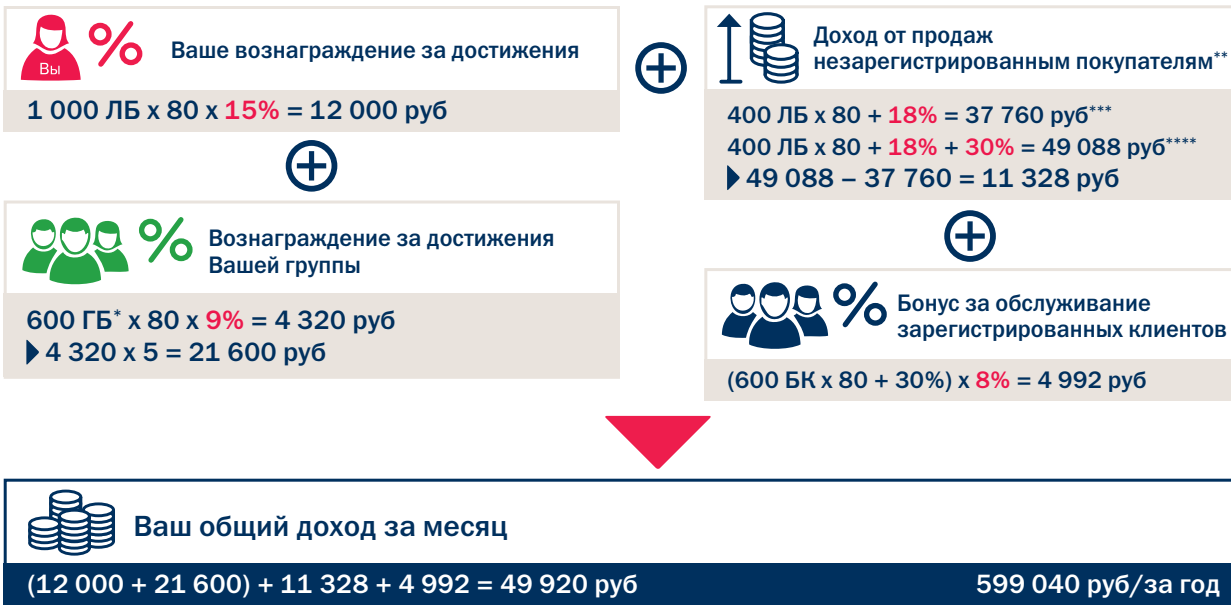 Вы
%
Ваше вознаграждение за достижения
1 000 ЛБ x 80 x 15% = 12 000 руб
+
%
Вознаграждение за достижения
Вашей группы
600 ГБ* x 80 x 9% = 4 320 руб
4 320 x 5 = 21 600 руб
+
Доход от продаж
незарегистрированным покупателям**
400 ЛБ x 80 + 18% = 37 760 руб***
400 ЛБ x 80 + 18% + 30% = 49 088 руб****
49 088 – 37 760 = 11 328 руб
+
%
Бонус за обслуживание
зарегистрированных клиентов
(600 БК x 80 + 30%) x 8% = 4 992 руб
Ваш общий доход за месяц
(12 000 + 21 600) + 11 328 + 4 992 = 49 920 руб 599 040 руб/за год